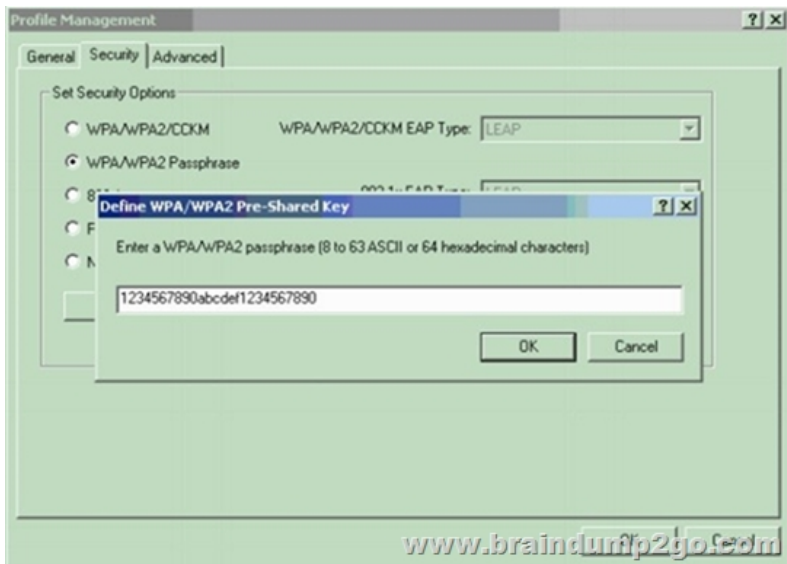 Profile Management
General Security Advanced
Set Security Options
WPA/WPA2/CCKM WPA/WPA2/CCKM EAP Type: LEAP
WPA/WPA2 Passphrase
Define WPA/WPA2 Pre-Shared Key
Enter a WPA/WPA2 passphrase (8 to 63 ASCII or 64 hexadecimal characters)
1234567890abcdef1234567890
OK Cancel
OK Cancel
www.braindump2go.com